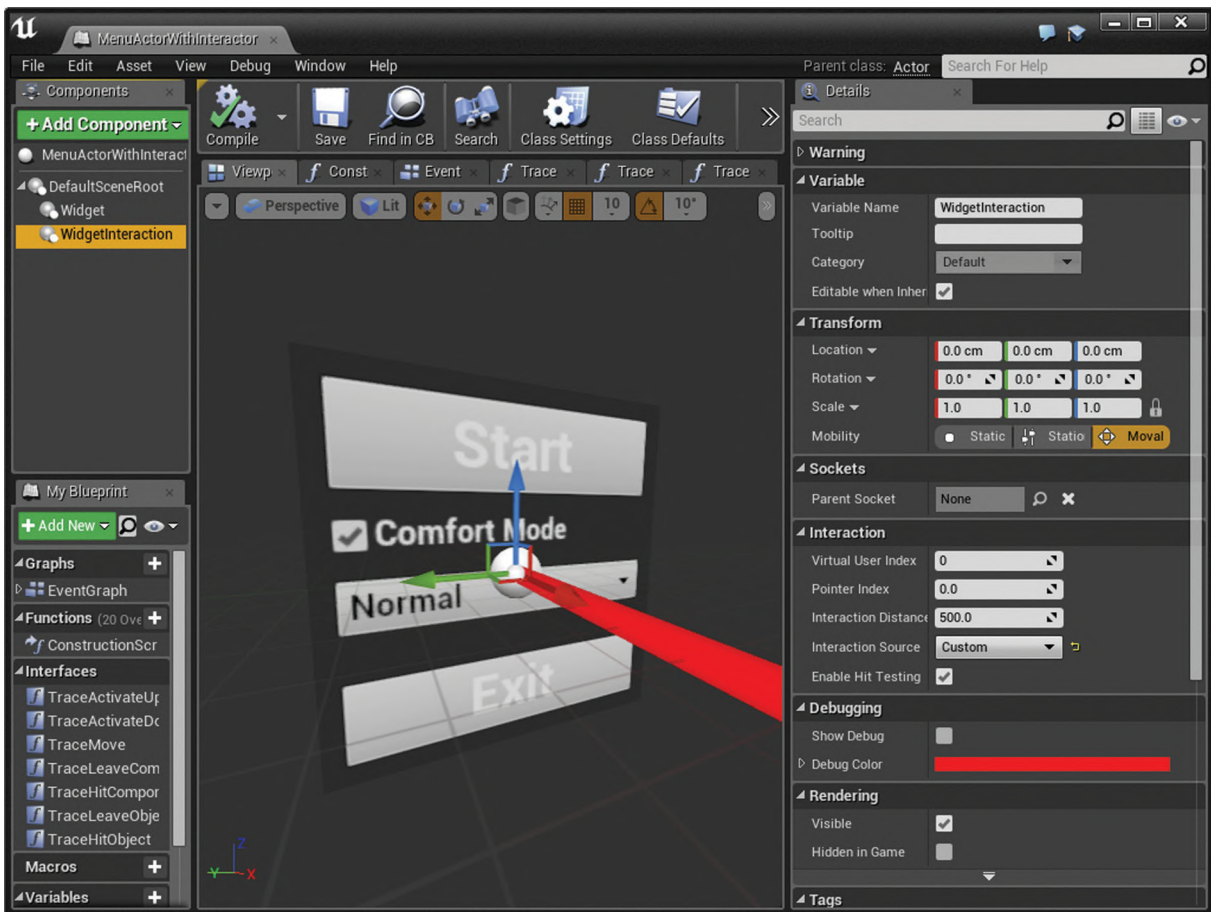 MenuActorWithInteractor
File Edit Asset View Debug Window Help
Parent class: Actor
Search For Help
Components
+Add Component
MenuActorWithInteract
DefaultSceneRoot
Widget
WidgetInteraction
My Blueprint
+Add New
Graphs
EventGraph
Functions (20 Ove
ConstructionScr
Interfaces
TraceActivateUp
TraceActivateDo
TraceMove
TraceLeaveCom
TraceHitCompor
TraceLeaveObje
TraceHitObject
Macros
Variables
Compile Save Find in CB Search Class Settings Class Defaults
Viewp Const Event Trace Trace Trace
Perspective Lit 10 10°
Start
Comfort Mode
Normal
Exit
Z
Y X
Details
Search
Warning
Variable
Variable Name WidgetInteraction
Tooltip
Category Default
Editable when Inher
Transform
Location 0.0 cm 0.0 cm 0.0 cm
Rotation 0.0° 0.0° 0.0°
Scale 1.0 1.0 1.0
Mobility Static Statio Moval
Sockets
Parent Socket None
Interaction
Virtual User Index 0
Pointer Index 0.0
Interaction Distance 500.0
Interaction Source Custom
Enable Hit Testing
Debugging
Show Debug
Debug Color
Rendering
Visible
Hidden in Game
Tags